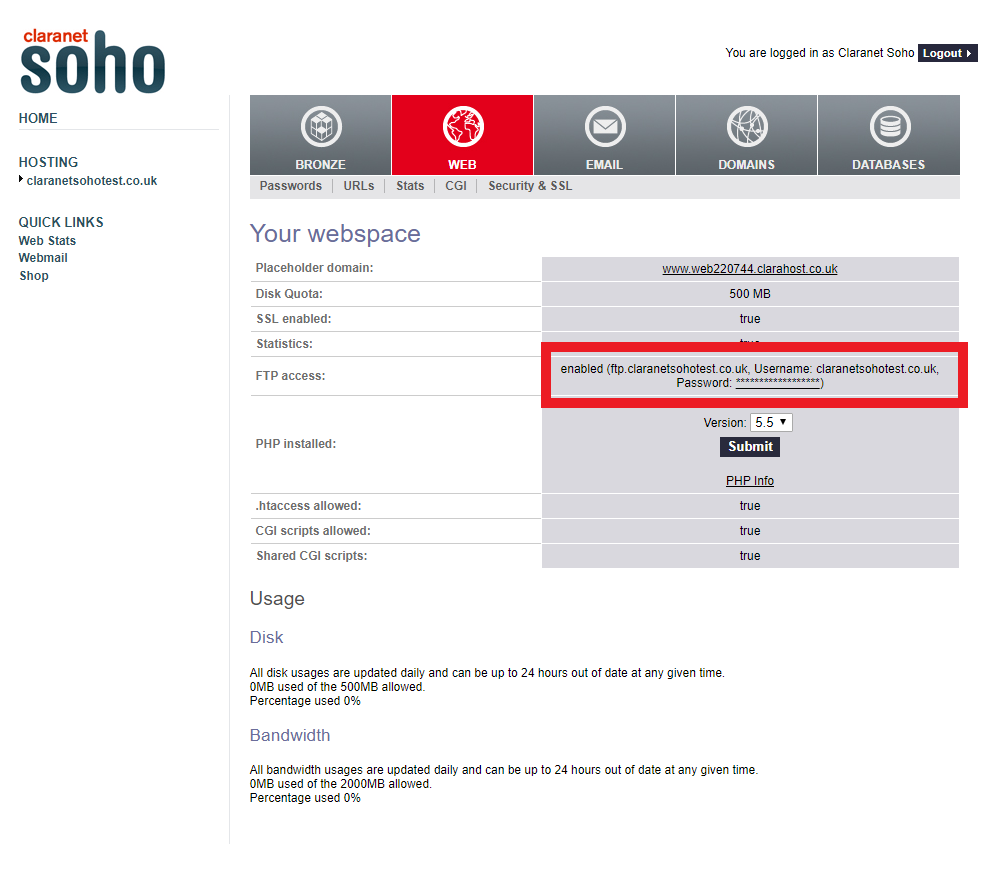 claranet
soho
You are logged in as Claranet Soho Logout
HOME
HOSTING
claranetsohotest.co.uk
QUICK LINKS
Web Stats
Webmail
Shop
BRONZE WEB EMAIL DOMAINS DATABASES
Passwords URLs Stats CGI Security & SSL
Your webspace
Placeholder domain: www.web220744.clarahost.co.uk
Disk Quota: 500 MB
SSL enabled: true
Statistics: true
FTP access: enabled (ftp.claranetsohotest.co.uk, Username: claranetsohotest.co.uk,
Password: ******************)
PHP installed: Version: 5.5
Submit
PHP Info
.htaccess allowed: true
CGI scripts allowed: true
Shared CGI scripts: true
Usage
Disk
All disk usages are updated daily and can be up to 24 hours out of date at any given time.
0MB used of the 500MB allowed.
Percentage used 0%
Bandwidth
All bandwidth usages are updated daily and can be up to 24 hours out of date at any given time.
0MB used of the 2000MB allowed.
Percentage used 0%